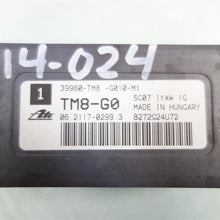 14-024
39960-TM8 -G010-M1
1
SC07 1YAW 1G
TM8-G0
MADE IN HUNGARY
Ate
06.2117-0299.3
B272G24U72